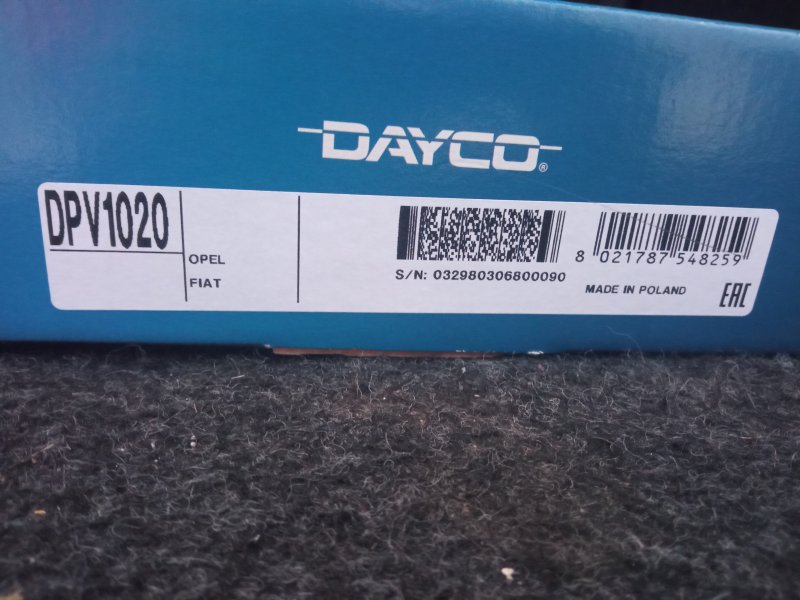 DAYCO®
DPV1020
OPEL
FIAT
S/N: 032980306800090
8 021787 548259
MADE IN POLAND
EAC